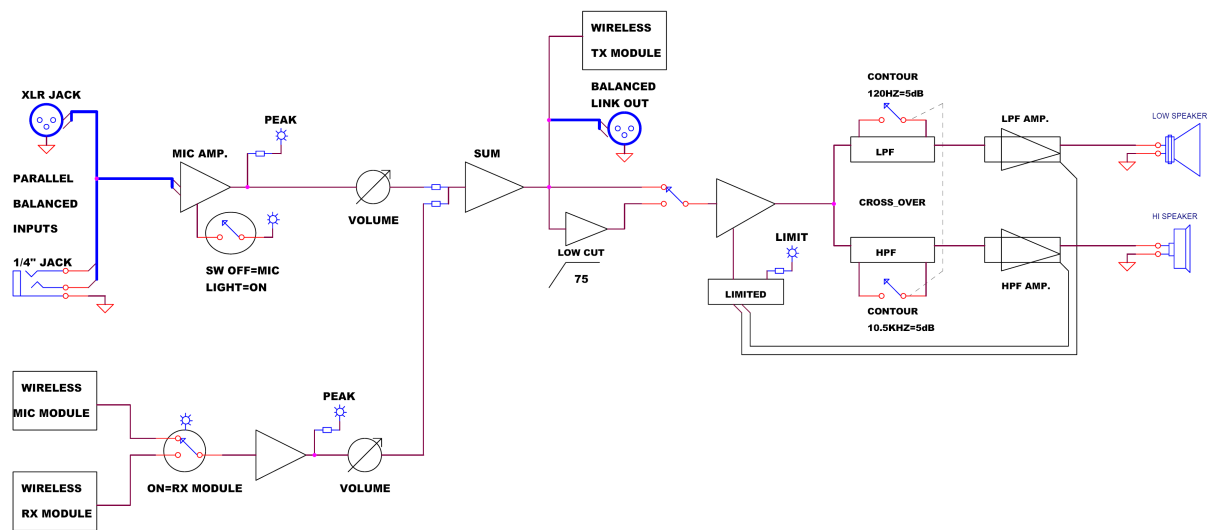 WIRELESS
TX MODULE
XLR JACK
BALANCED
LINK OUT
CONTOUR
120HZ=5dB
PEAK
MIC AMP.
SUM
LPF AMP.
LOW SPEAKER
LPF
PARALLEL
BALANCED
INPUTS
VOLUME
CROSS_OVER
HI SPEAKER
LIMIT
LOW CUT
75
HPF
1/4" JACK
SW OFF=MIC
LIGHT=ON
LIMITED
HPF AMP.
CONTOUR
10.5KHZ=5dB
WIRELESS
MIC MODULE
PEAK
WIRELESS
RX MODULE
ON=RX MODULE
VOLUME